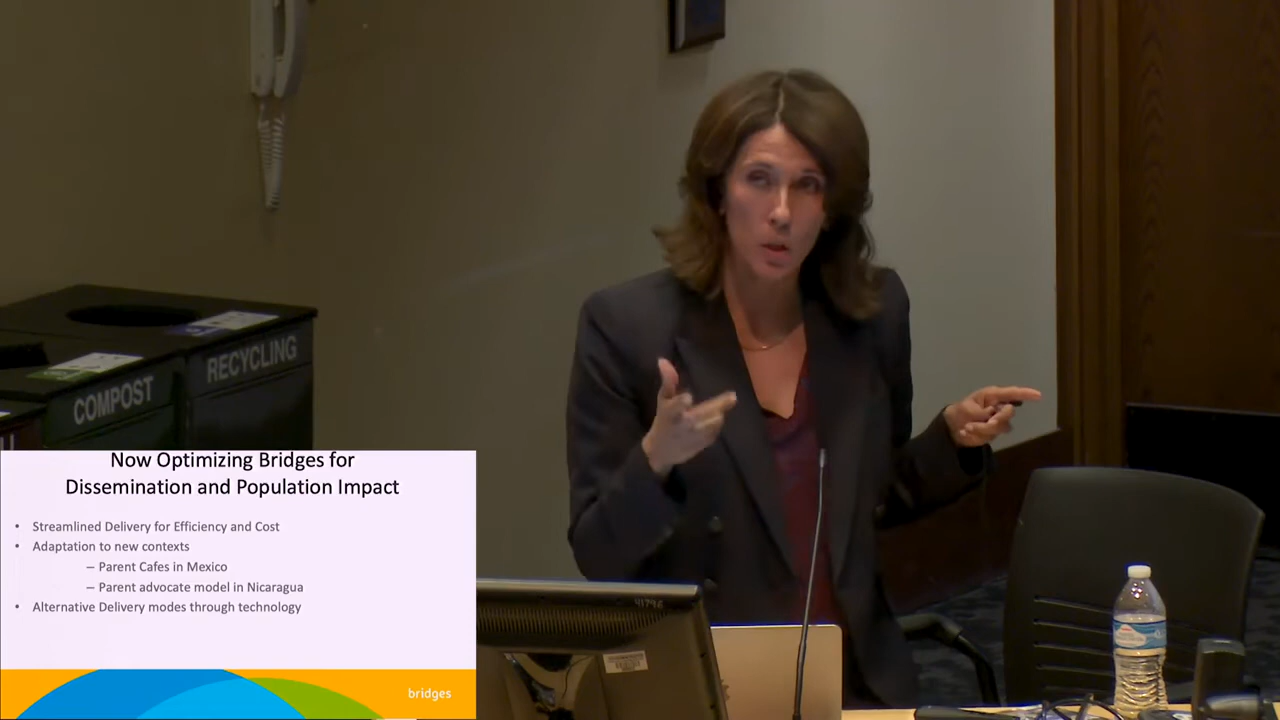 COMPOST
RECYCLING
Now Optimizing Bridges for
Dissemination and Population Impact
• Streamlined Delivery for Efficiency and Cost
• Adaptation to new contexts
– Parent Cafes in Mexico
– Parent advocate model in Nicaragua
• Alternative Delivery modes through technology
bridges